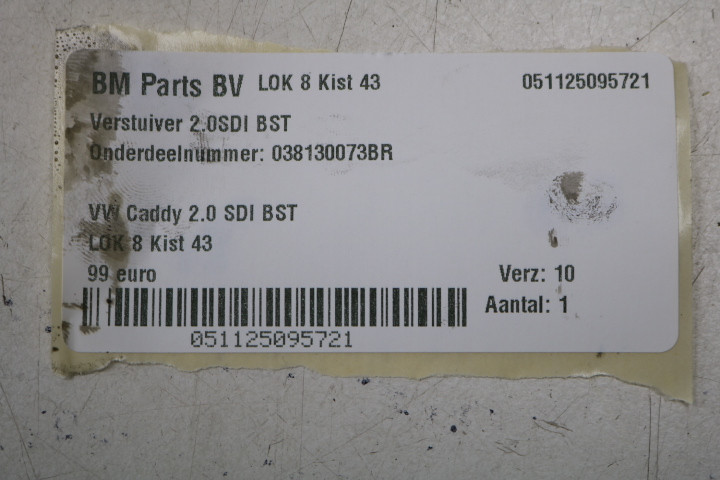 BM Parts BV LOK 8 Kist 43 051125095721
Verstuiver 2.0SDI BST
Onderdeelnummer: 038130073BR
VW Caddy 2.0 SDI BST
LOK 8 Kist 43
99 euro Verz: 10
Aantal: 1
051125095721